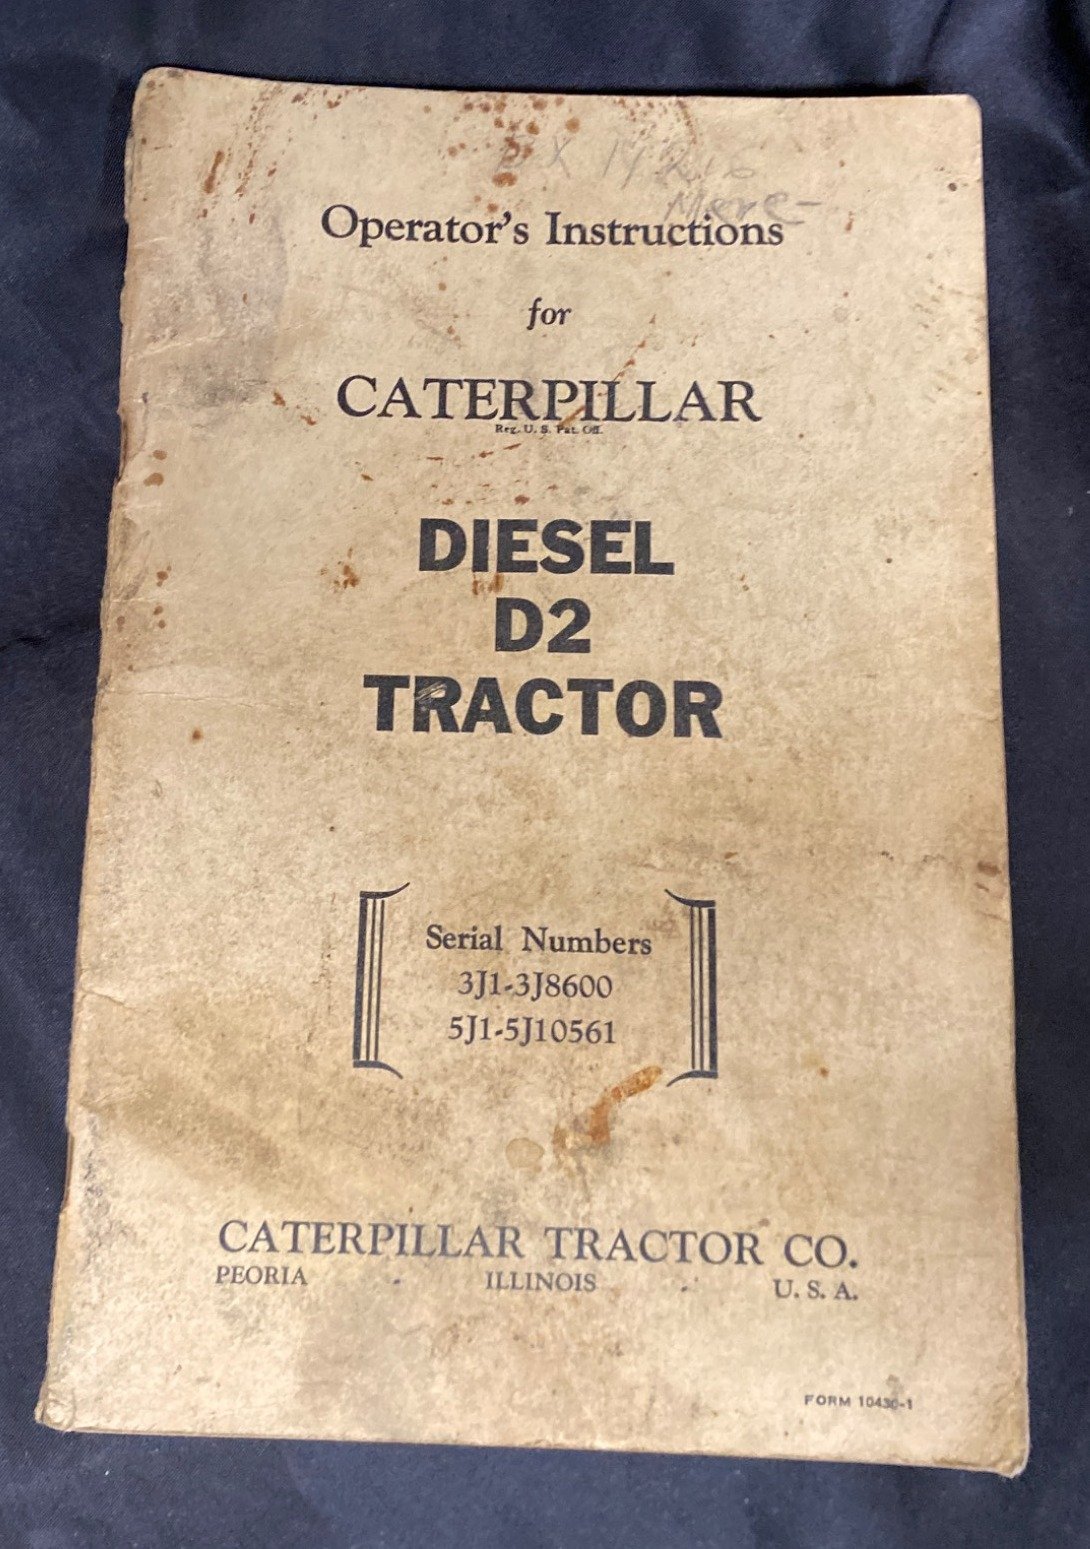 Operator's Instructions
for
CATERPILLAR
Reg. U. S. Pat. Off.
DIESEL
D2
TRACTOR
Serial Numbers
3J1-3J8600
5J1-5J10561
CATERPILLAR TRACTOR CO.
PEORIA - ILLINOIS - U. S. A.
FORM 10430-1